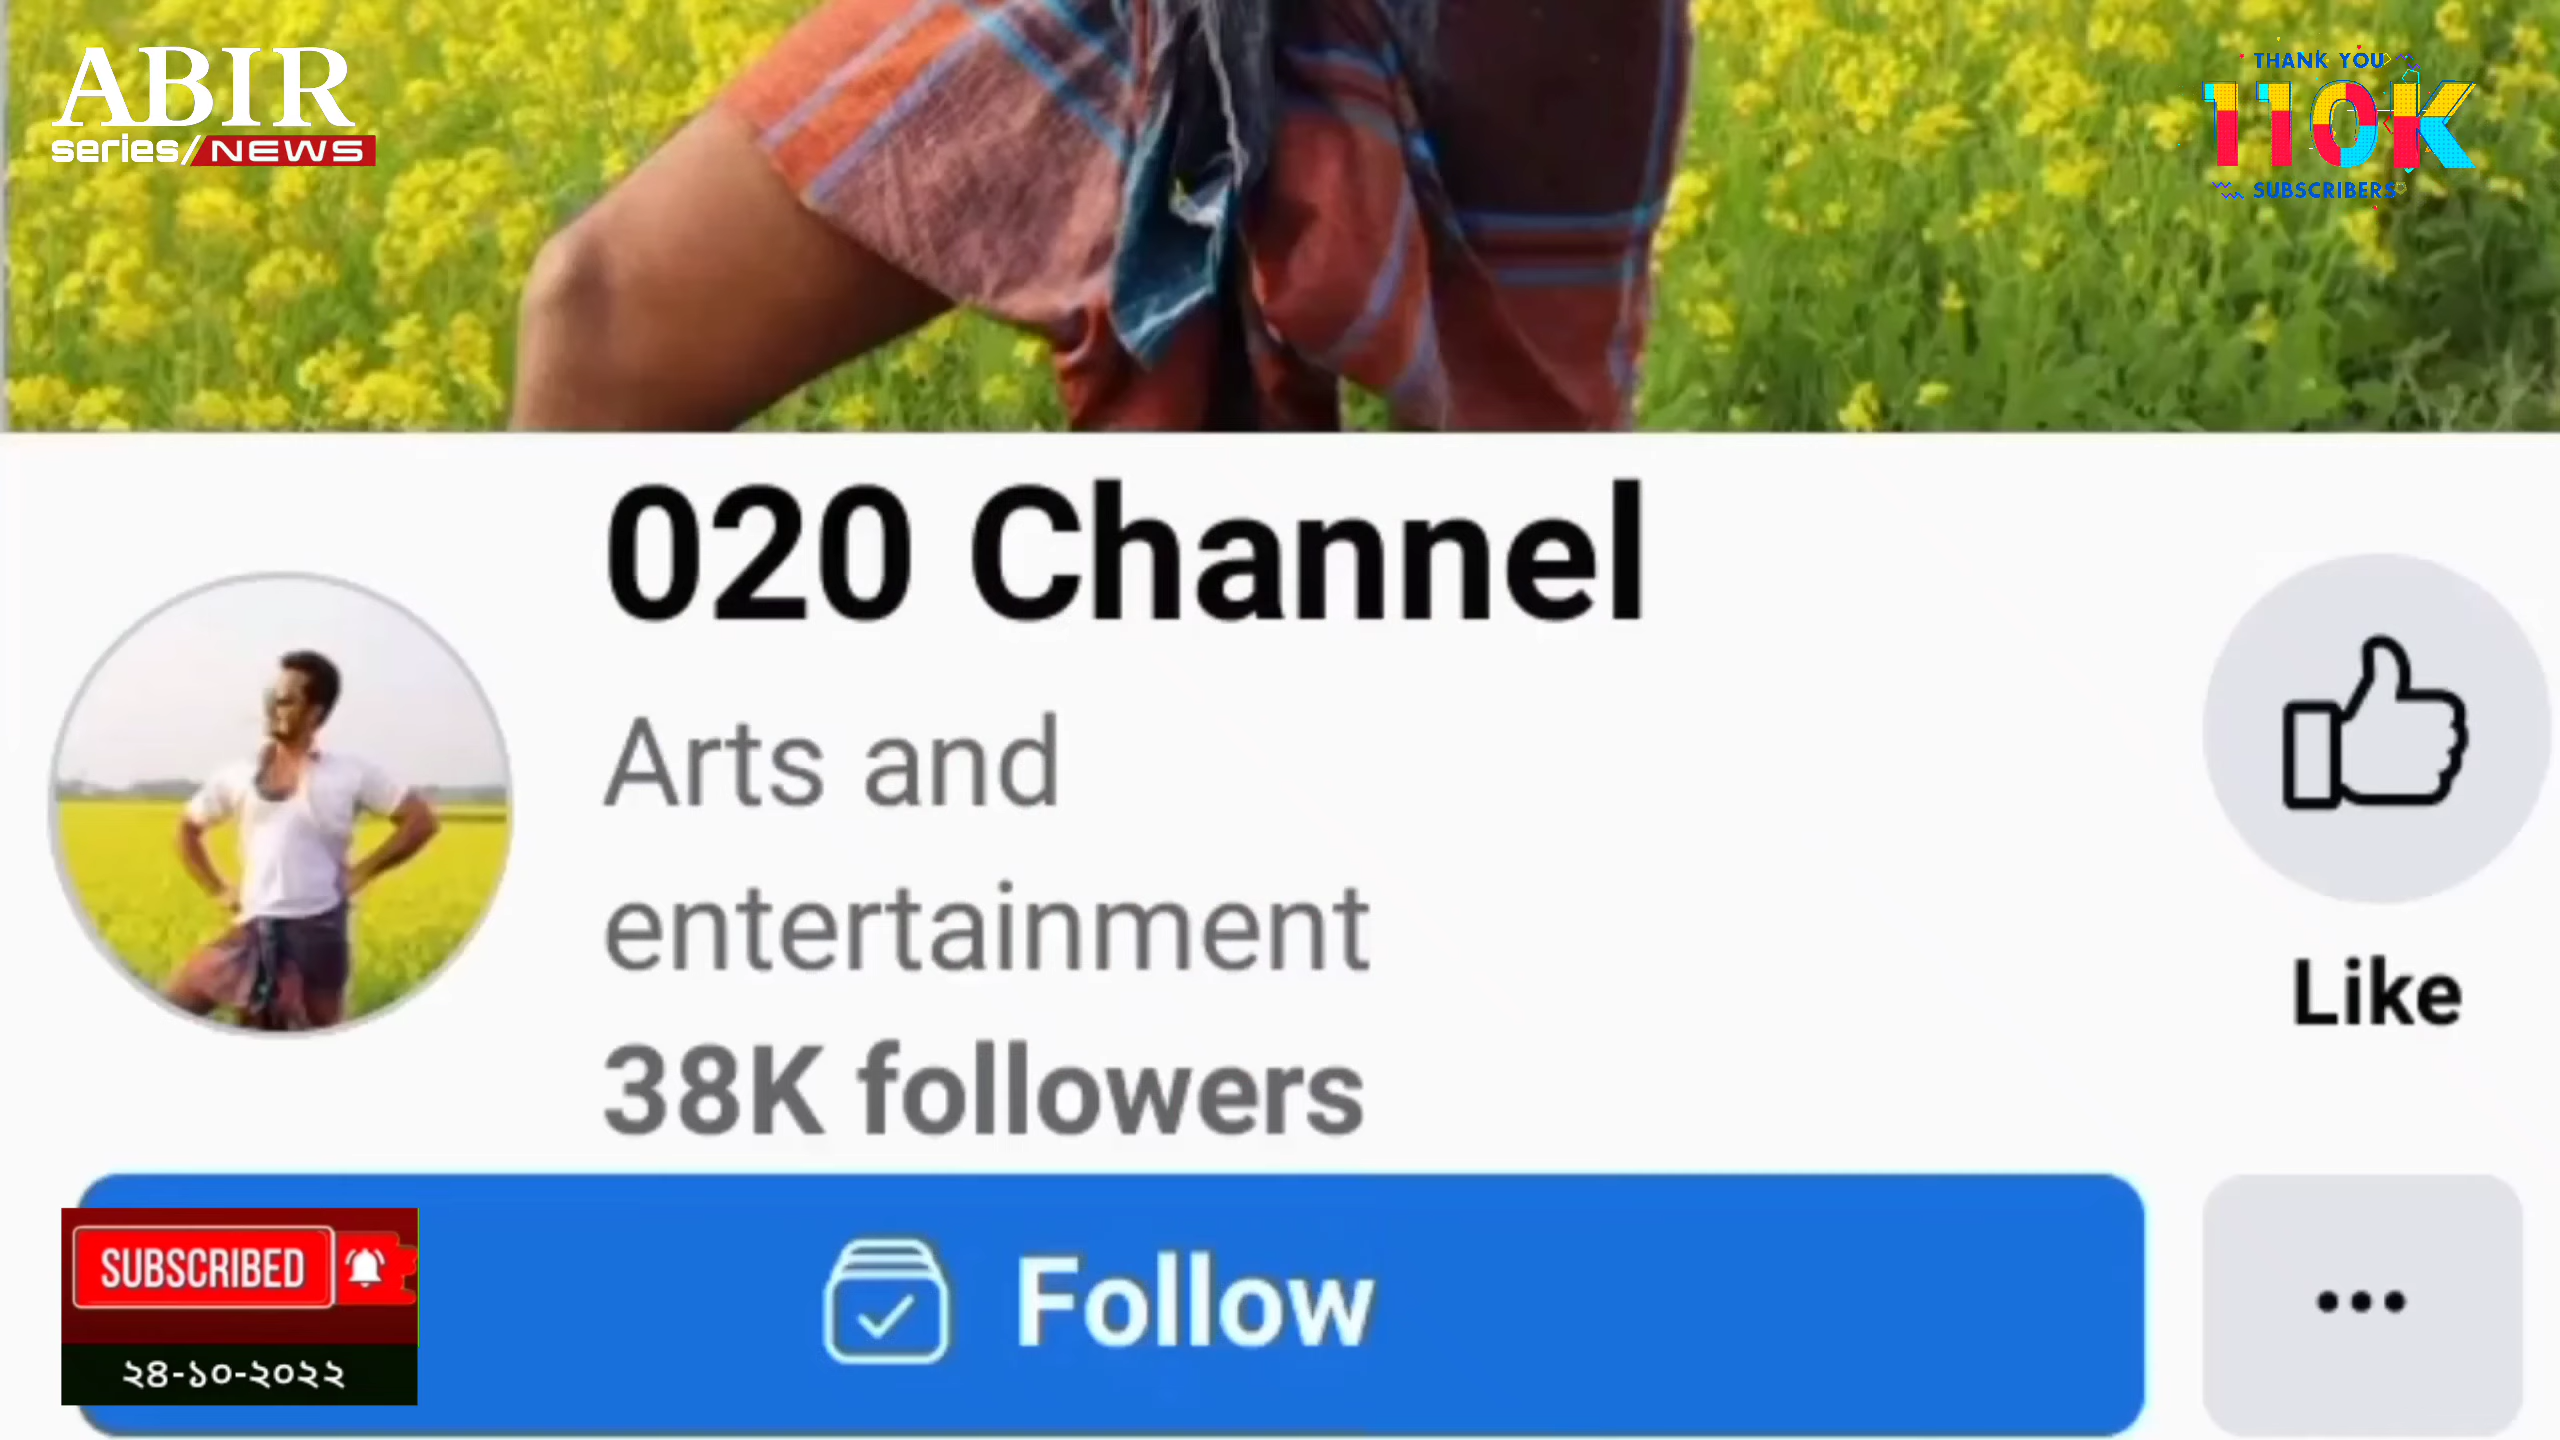 ABIR
series/NEWS
THANK YOU
110K
SUBSCRIBERS
020 Channel
Arts and
entertainment
38K followers
Like
Follow
SUBSCRIBED
২৪-১০-২০২২